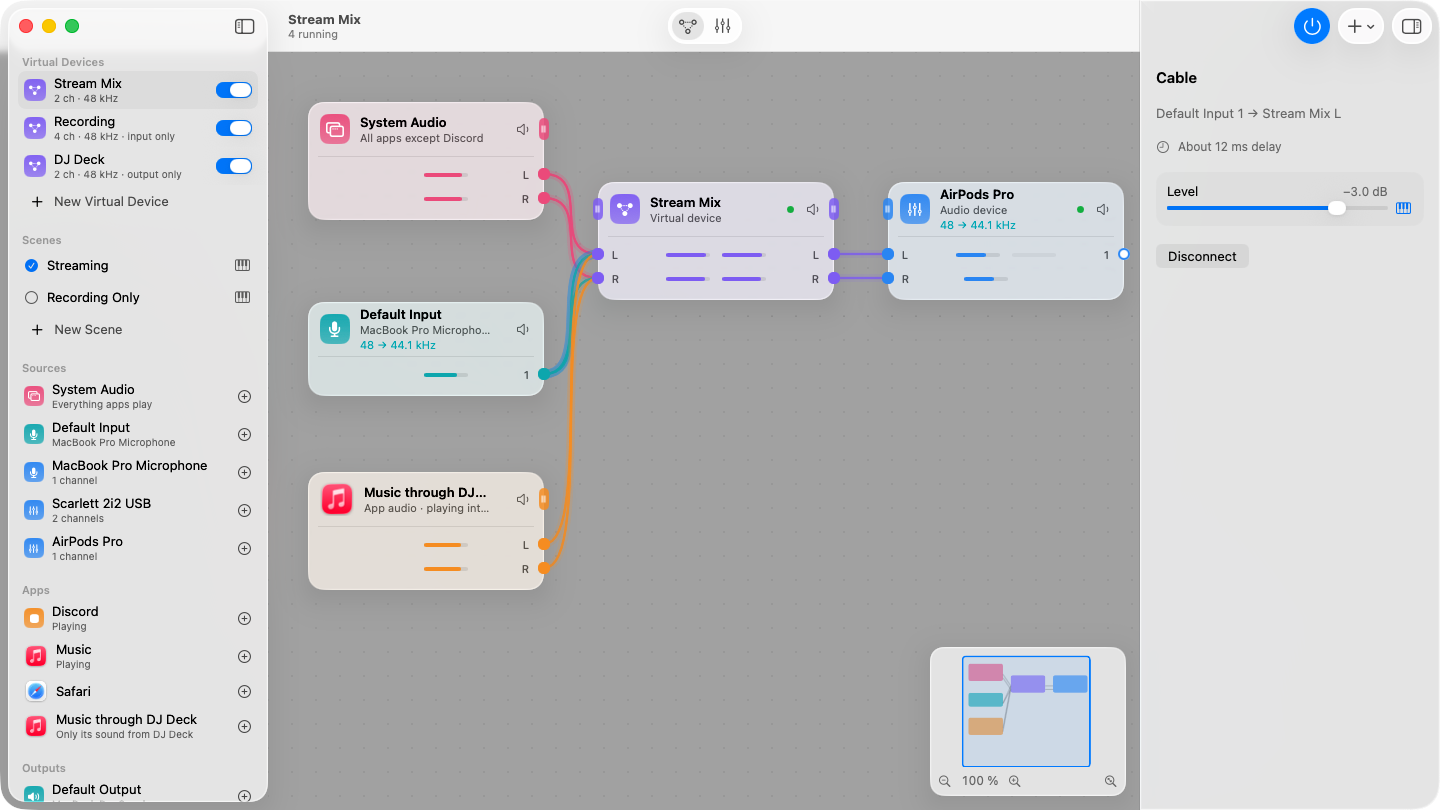 Stream Mix
4 running
Virtual Devices
Stream Mix
2 ch · 48 kHz
Recording
4 ch · 48 kHz · input only
DJ Deck
2 ch · 48 kHz · output only
New Virtual Device
Scenes
Streaming
Recording Only
New Scene
Sources
System Audio
Everything apps play
Default Input
MacBook Pro Microphone
MacBook Pro Microphone
1 channel
Scarlett 2i2 USB
2 channels
AirPods Pro
1 channel
Apps
Discord
Playing
Music
Playing
Safari
Music through DJ Deck
Only its sound from DJ Deck
Outputs
Default Output
System Audio
All apps except Discord
L
R
Default Input
MacBook Pro Micropho...
48 → 44.1 kHz
1
Music through DJ...
App audio · playing int...
L
R
Stream Mix
Virtual device
L L
R R
AirPods Pro
Audio device
48 → 44.1 kHz
L 1
R
100 %
Cable
Default Input 1 → Stream Mix L
About 12 ms delay
Level −3.0 dB
Disconnect